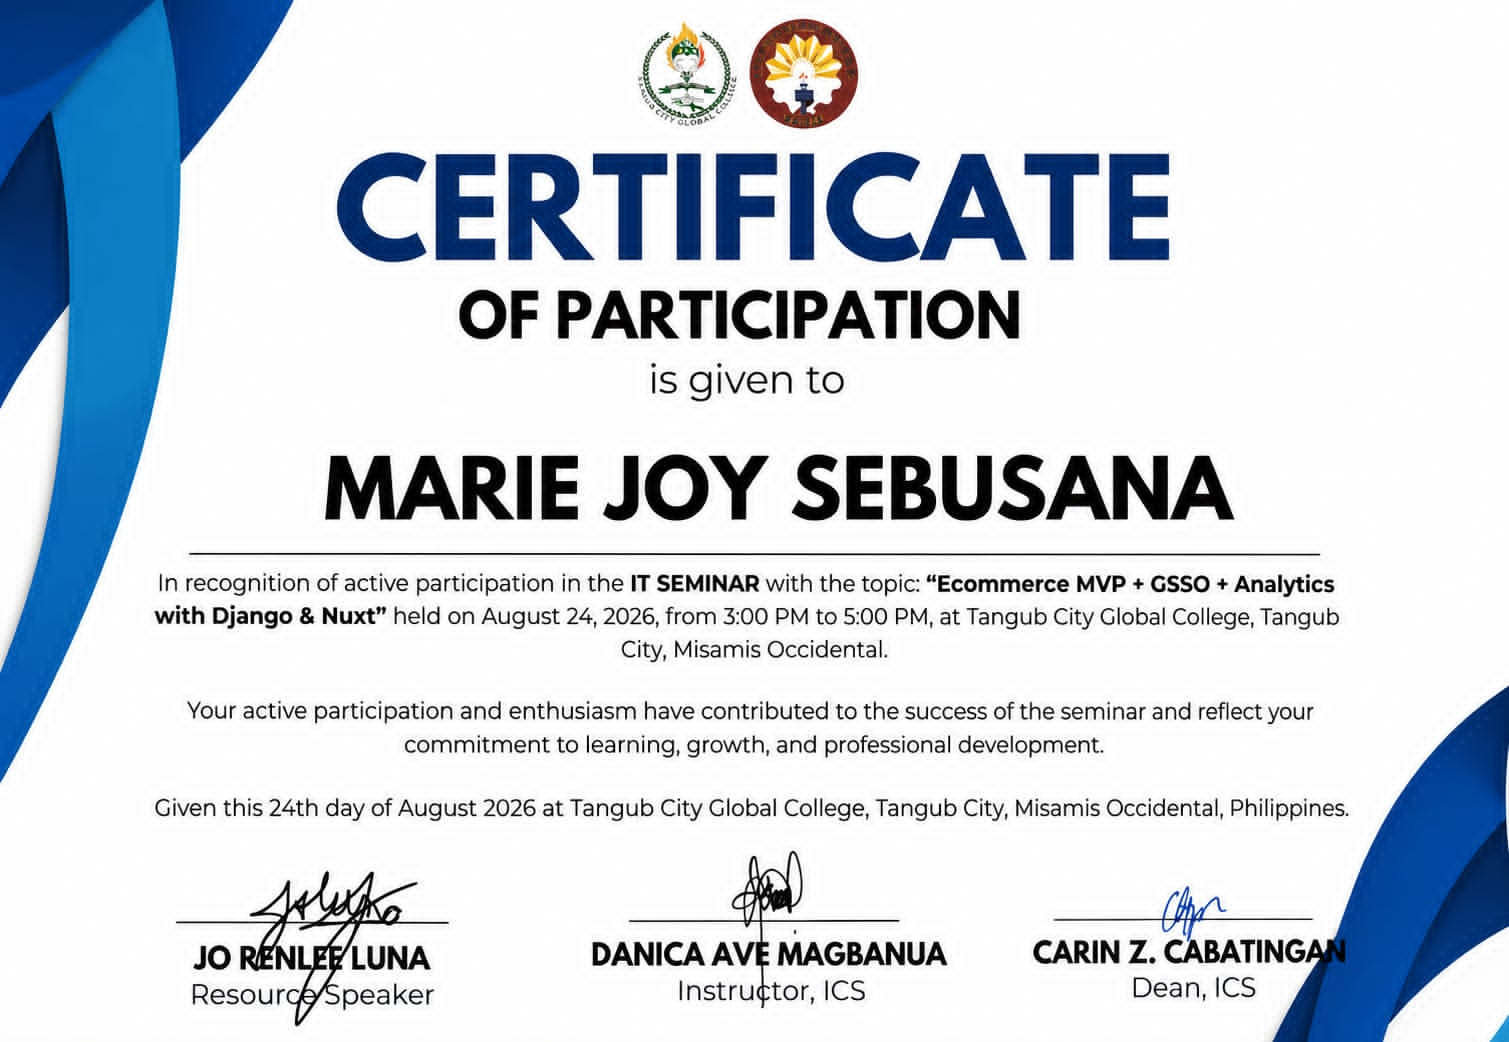 TANGUB CITY GLOBAL COLLEGE
CERTIFICATE
OF PARTICIPATION
is given to
MARIE JOY SEBUSANA
In recognition of active participation in the IT SEMINAR with the topic: “Ecommerce MVP + GSSO + Analytics
with Django & Nuxt” held on August 24, 2026, from 3:00 PM to 5:00 PM, at Tangub City Global College, Tangub
City, Misamis Occidental.
Your active participation and enthusiasm have contributed to the success of the seminar and reflect your
commitment to learning, growth, and professional development.
Given this 24th day of August 2026 at Tangub City Global College, Tangub City, Misamis Occidental, Philippines.
JO RENLEE LUNA
Resource Speaker
DANICA AVE MAGBANUA
Instructor, ICS
CARIN Z. CABATINGAN
Dean, ICS